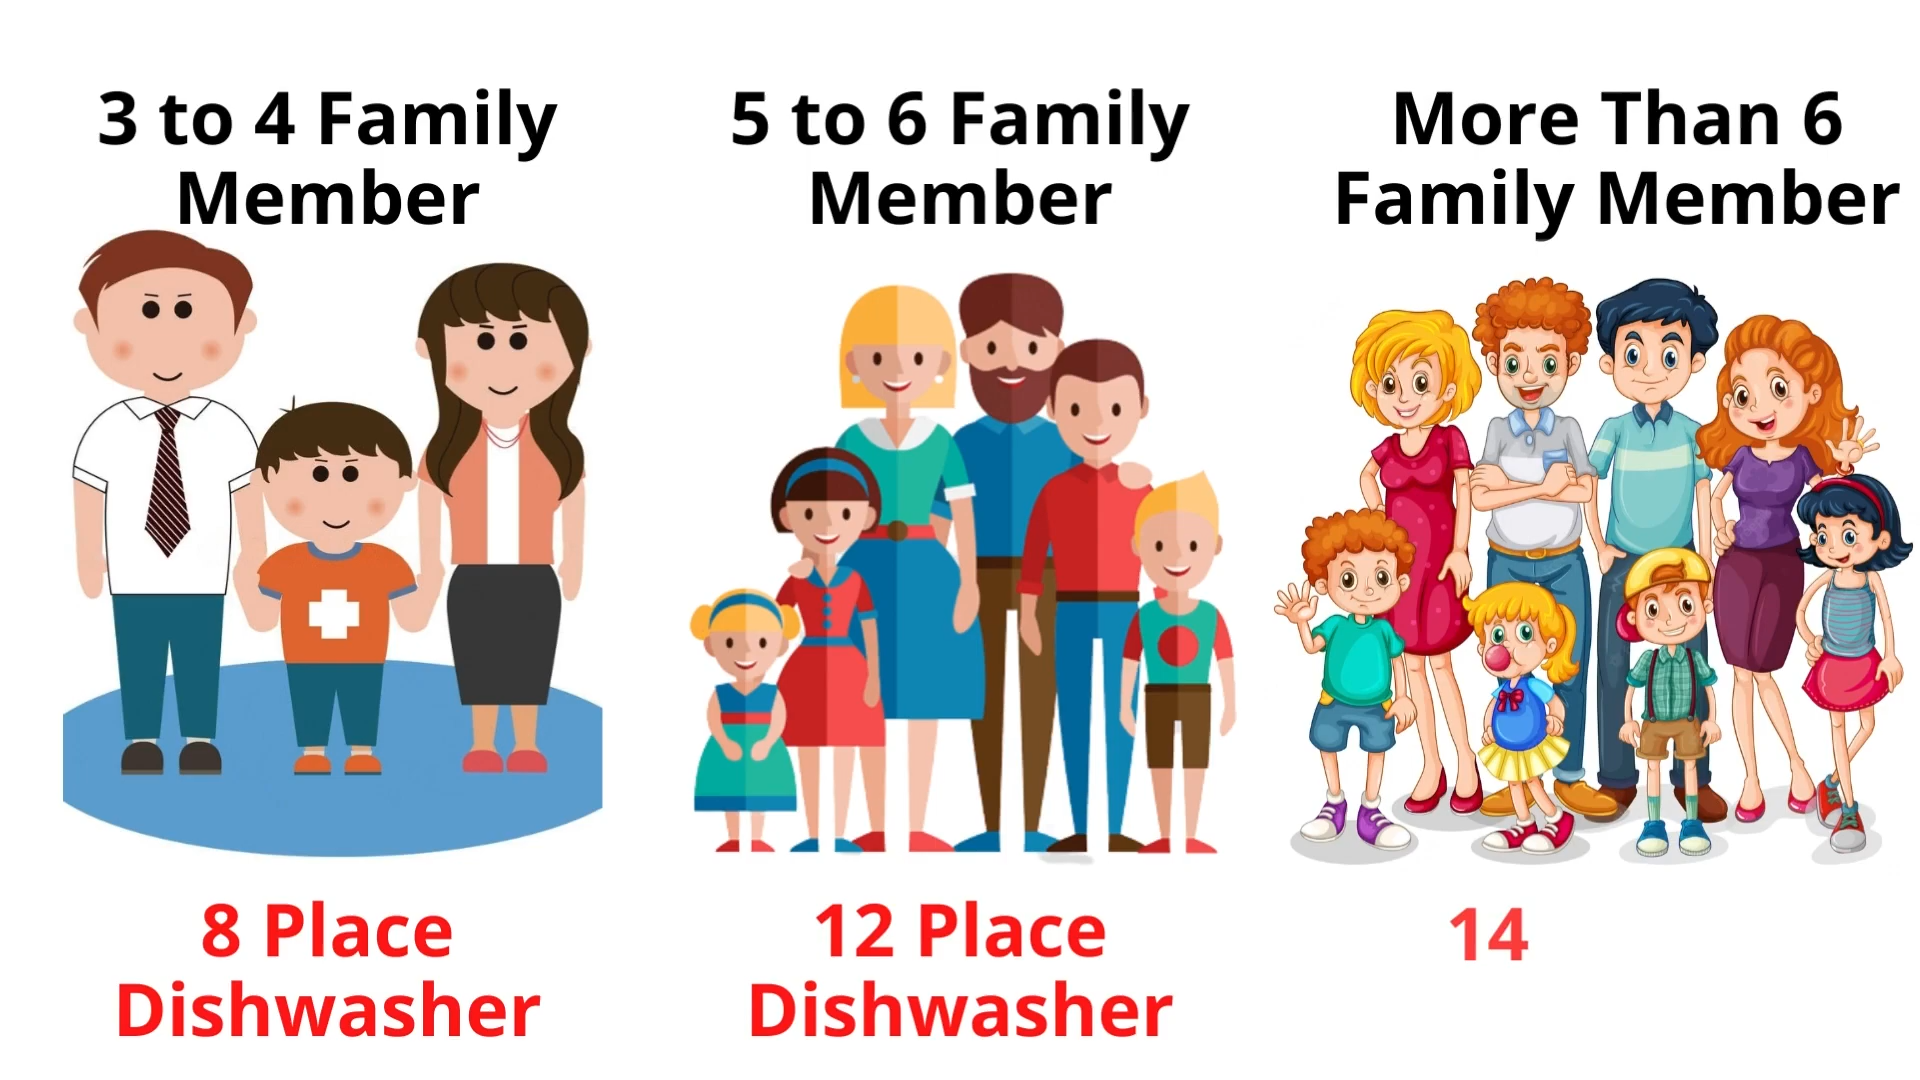 3 to 4 Family
Member
5 to 6 Family
Member
More Than 6
Family Member
8 Place
Dishwasher
12 Place
Dishwasher
14